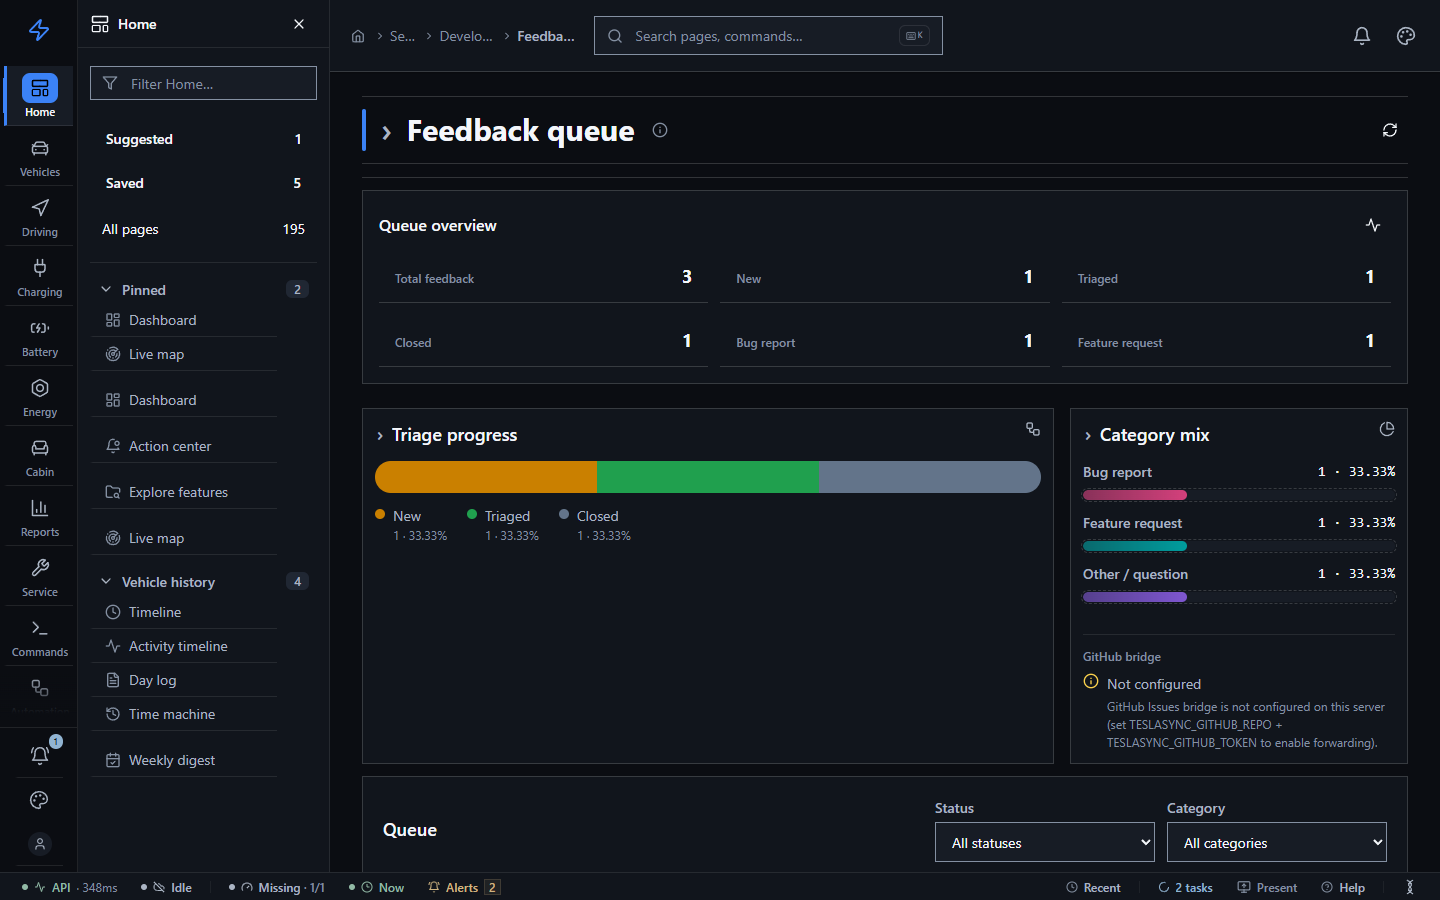 Home
Vehicles
Driving
Charging
Battery
Energy
Cabin
Reports
Service
Commands
1
Home
Filter Home...
Suggested 1
Saved 5
All pages 195
Pinned 2
Dashboard
Live map
Dashboard
Action center
Explore features
Live map
Vehicle history 4
Timeline
Activity timeline
Day log
Time machine
Weekly digest
Se... Develo... Feedba...
Search pages, commands... K
Feedback queue
Queue overview
Total feedback 3 New 1 Triaged 1
Closed 1 Bug report 1 Feature request 1
Triage progress
New Triaged Closed
1 · 33.33% 1 · 33.33% 1 · 33.33%
Category mix
Bug report 1 · 33.33%
Feature request 1 · 33.33%
Other / question 1 · 33.33%
GitHub bridge
Not configured
GitHub Issues bridge is not configured on this server
(set TESLASYNC_GITHUB_REPO +
TESLASYNC_GITHUB_TOKEN to enable forwarding).
Queue
Status Category
All statuses All categories
API · 348ms Idle Missing · 1/1 Now Alerts 2 Recent 2 tasks Present Help